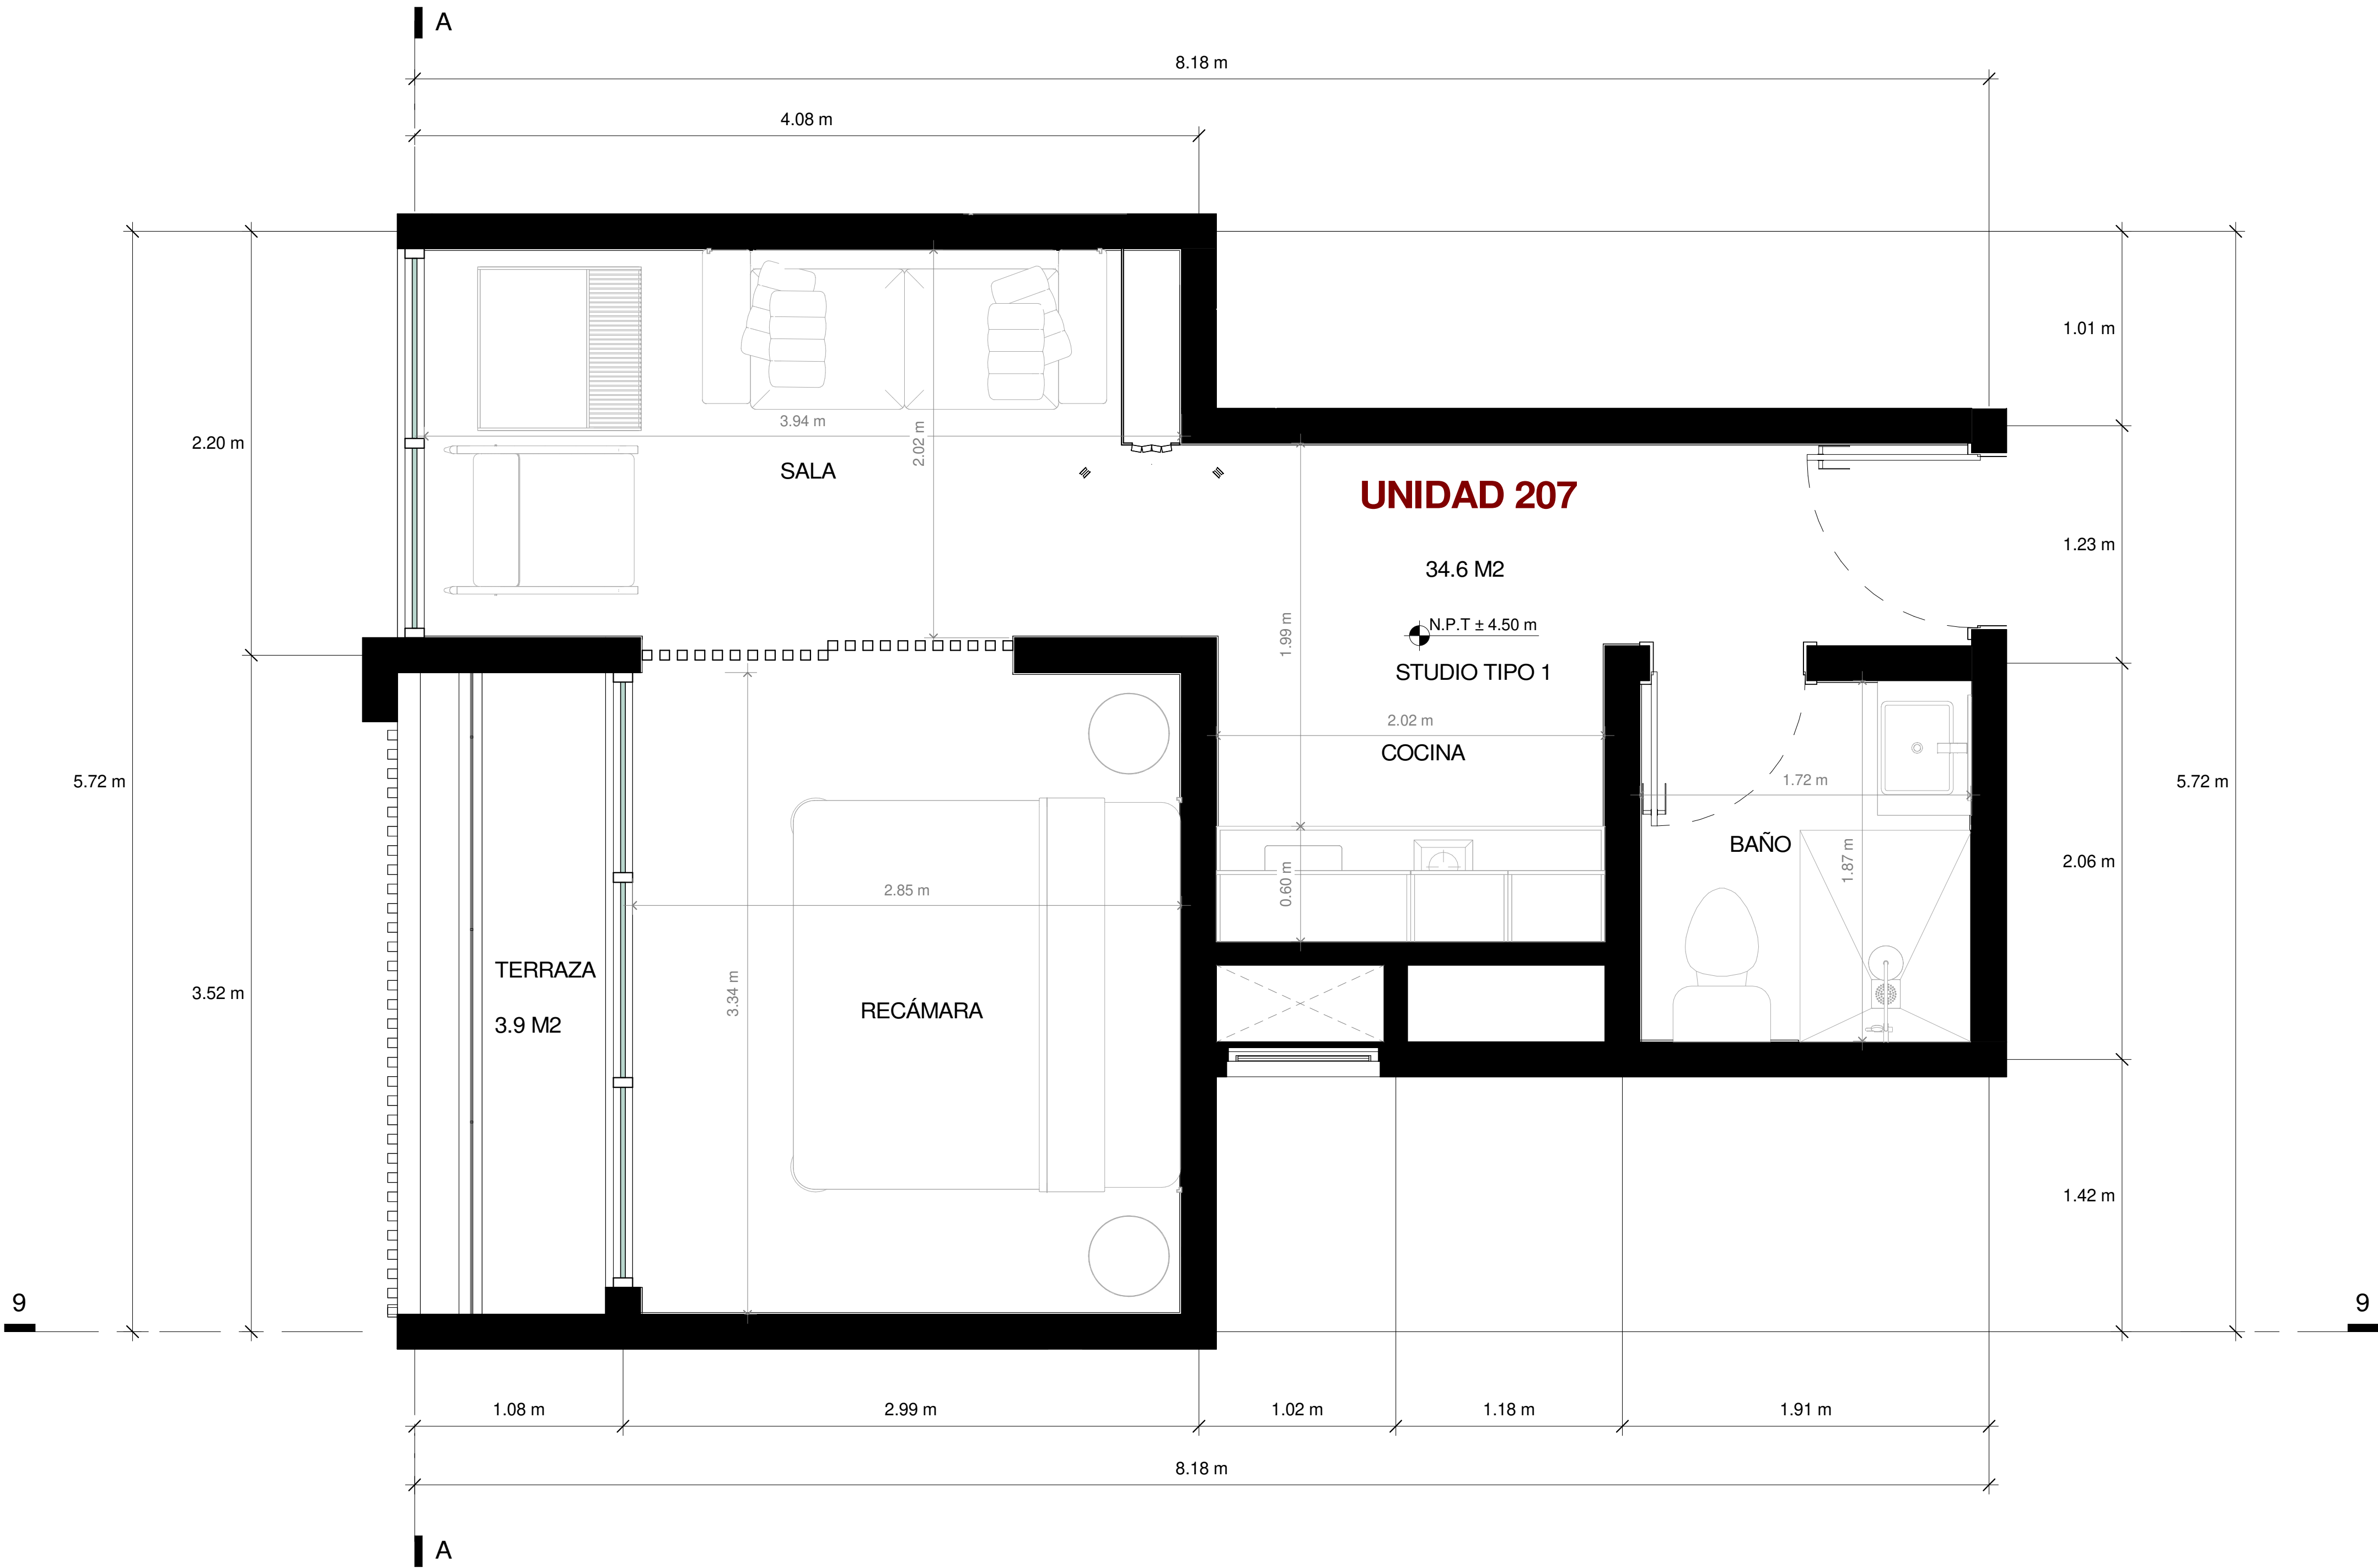 A
8.18 m
4.08 m
1.01 m
3.94 m
2.02 m
2.20 m
SALA
UNIDAD 207
1.23 m
34.6 M2
N.P.T ± 4.50 m
1.99 m
STUDIO TIPO 1
2.02 m
COCINA
5.72 m
1.72 m
5.72 m
BAÑO
1.87 m
2.06 m
0.60 m
2.85 m
TERRAZA
3.9 M2
3.52 m
3.34 m
RECÁMARA
1.42 m
9
9
1.08 m
2.99 m
1.02 m
1.18 m
1.91 m
8.18 m
A